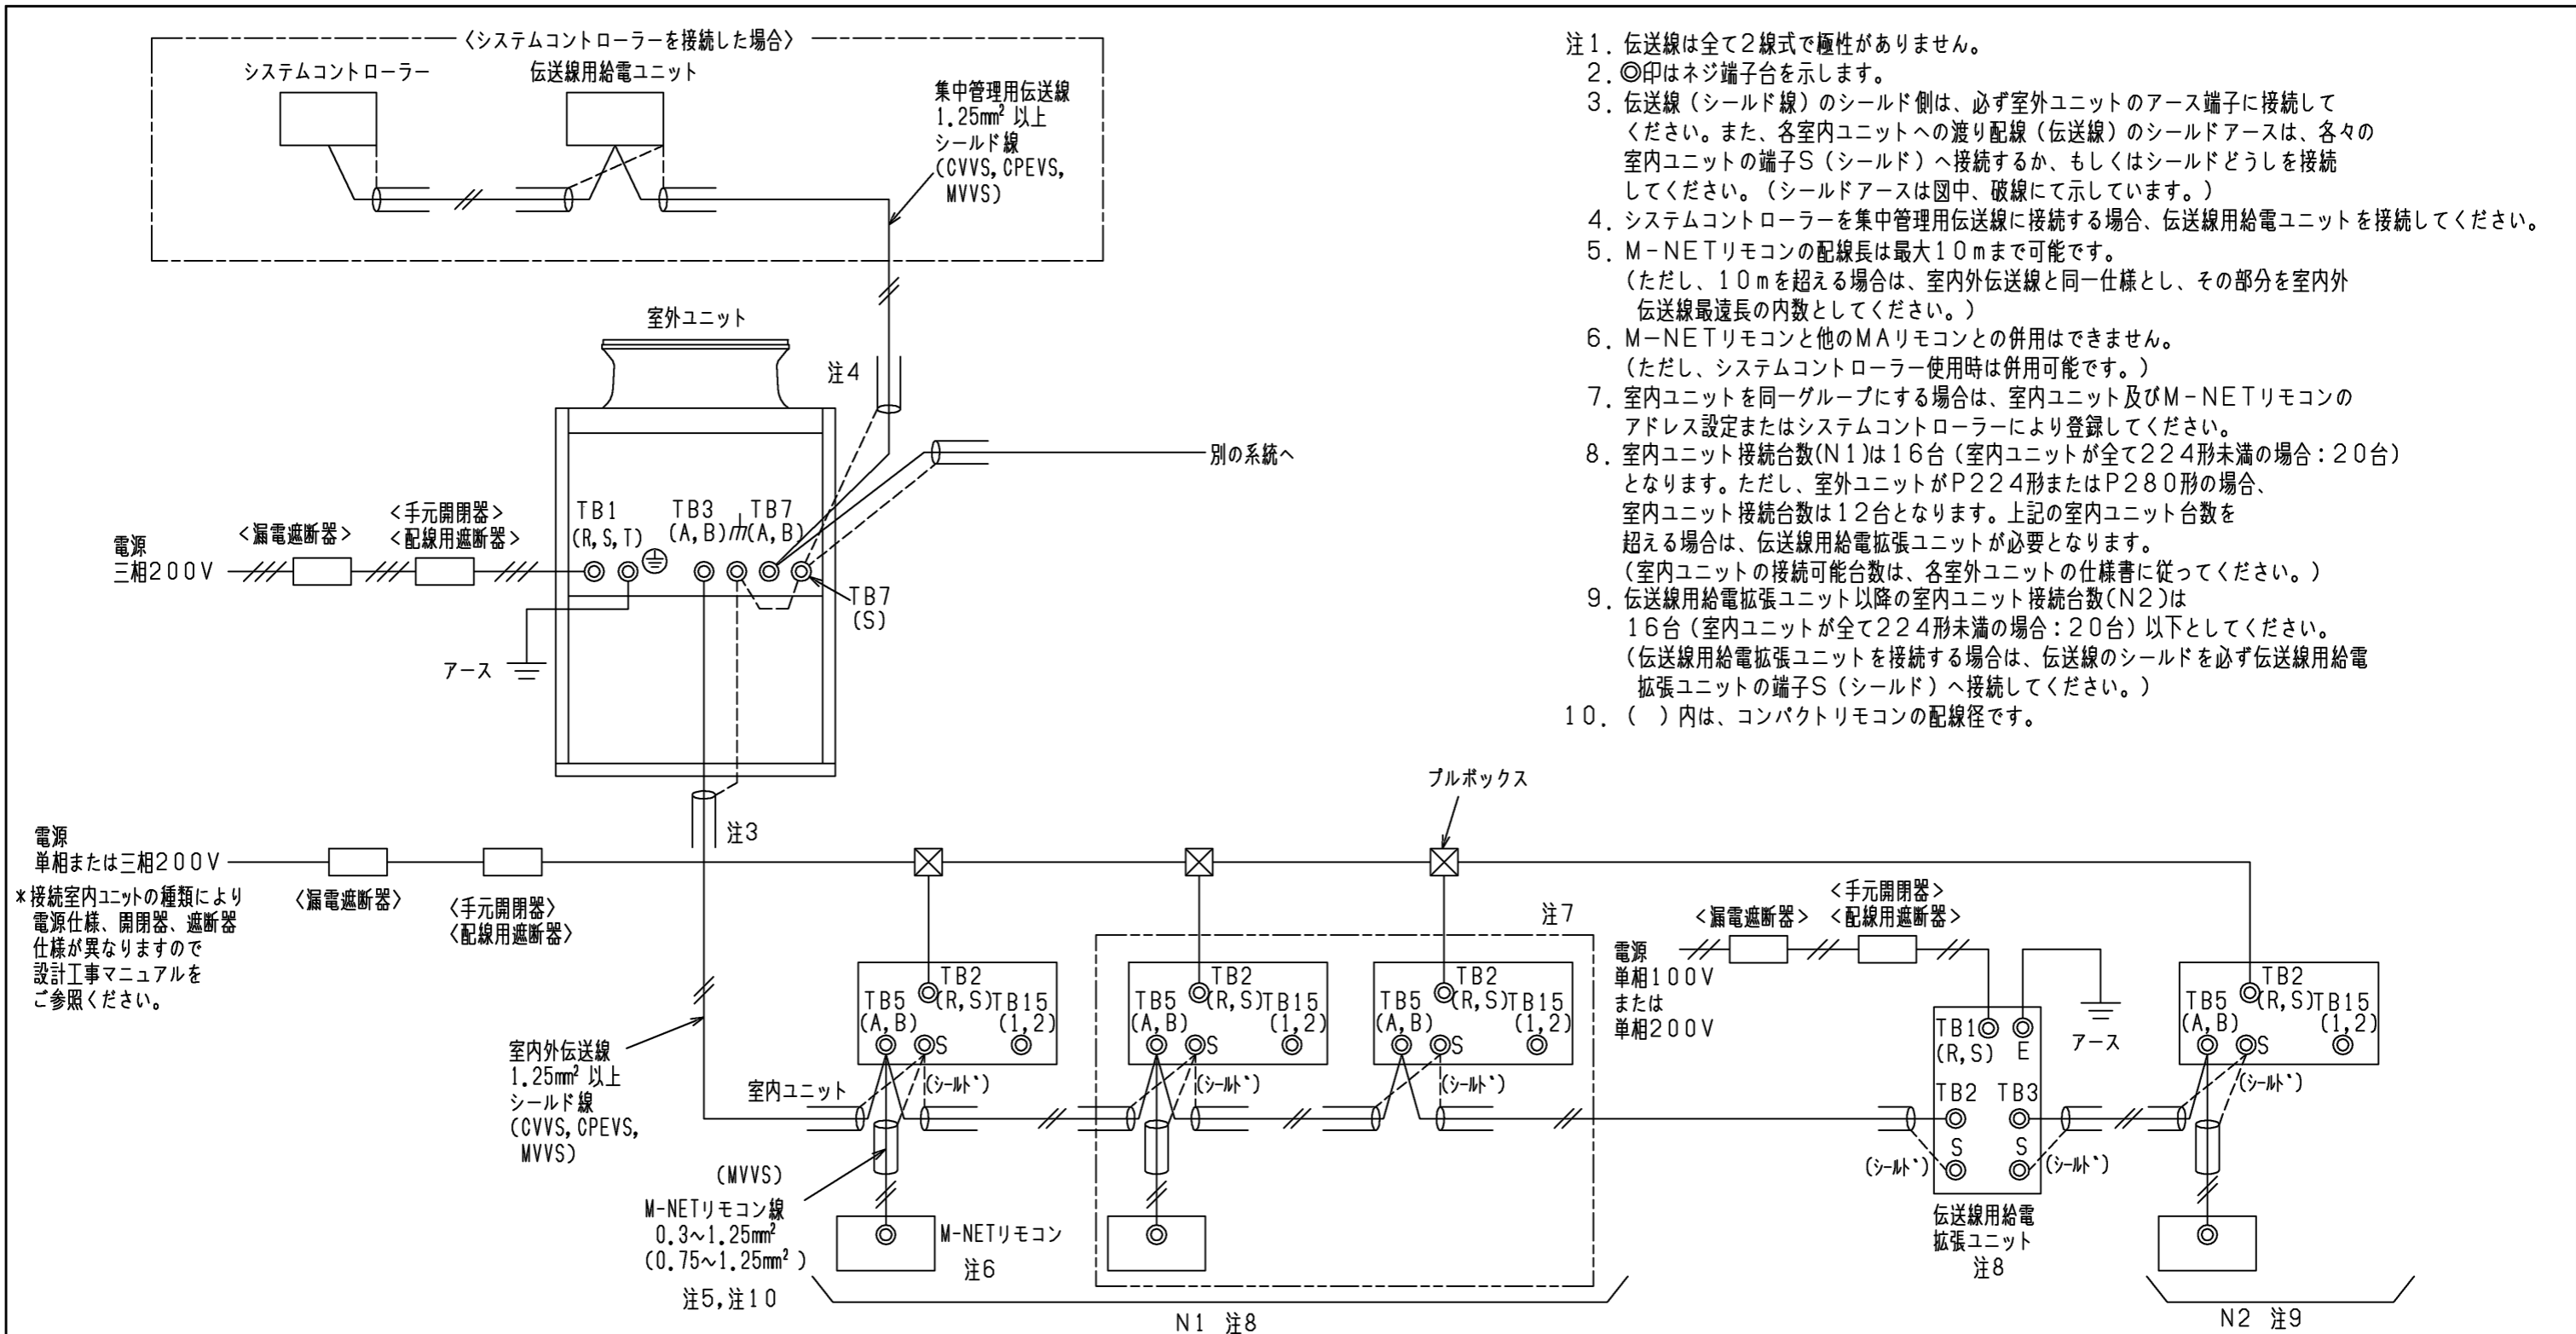 〈システムコントローラーを接続した場合〉
システムコントローラー
伝送線用給電ユニット
集中管理用伝送線
1.25mm² 以上
シールド線
(CVVS,CPEVS,
MVVS)
室外ユニット
注4
別の系統へ
電源
三相200V
<漏電遮断器>
<手元開閉器>
<配線用遮断器>
TB1
(R,S,T)
TB3
(A,B)
TB7
(A,B)
TB7
(S)
アース
注3
注1. 伝送線は全て2線式で極性がありません。
2. ◎印はネジ端子台を示します。
3. 伝送線(シールド線)のシールド側は、必ず室外ユニットのアース端子に接続して
ください。また、各室内ユニットへの渡り配線(伝送線)のシールドアースは、各々の
室内ユニットの端子S(シールド)へ接続するか、もしくはシールドどうしを接続
してください。(シールドアースは図中、破線にて示しています。)
4. システムコントローラーを集中管理用伝送線に接続する場合、伝送線用給電ユニットを接続してください。
5. M-NETリモコンの配線長は最大10mまで可能です。
(ただし、10mを超える場合は、室内外伝送線と同一仕様とし、その部分を室内外
伝送線最遠長の内数としてください。)
6. M-NETリモコンと他のMAリモコンとの併用はできません。
(ただし、システムコントローラー使用時は併用可能です。)
7. 室内ユニットを同一グループにする場合は、室内ユニット及びM-NETリモコンの
アドレス設定またはシステムコントローラーにより登録してください。
8. 室内ユニット接続台数(N1)は16台(室内ユニットが全て224形未満の場合:20台)
となります。ただし、室外ユニットがP224形またはP280形の場合、
室内ユニット接続台数は12台となります。上記の室内ユニット台数を
超える場合は、伝送線用給電拡張ユニットが必要となります。
(室内ユニットの接続可能台数は、各室外ユニットの仕様書に従ってください。)
9. 伝送線用給電拡張ユニット以降の室内ユニット接続台数(N2)は
16台(室内ユニットが全て224形未満の場合:20台)以下としてください。
(伝送線用給電拡張ユニットを接続する場合は、伝送線のシールドを必ず伝送線用給電
拡張ユニットの端子S(シールド)へ接続してください。)
10. ( )内は、コンパクトリモコンの配線径です。
プルボックス
電源
単相または三相200V
*接続室内ユニットの種類により
電源仕様、開閉器、遮断器
仕様が異なりますので
設計工事マニュアルを
ご参照ください。
〈漏電遮断器〉
〈手元開閉器〉
〈配線用遮断器〉
室内外伝送線
1.25mm² 以上
シールド線
(CVVS,CPEVS,
MVVS)
室内ユニット
TB2
(R,S)
TB5
(A,B)
TB15
(1,2)
S
(シールド)
TB2
(R,S)
TB5
(A,B)
TB15
(1,2)
S
(シールド)
TB2
(R,S)
TB5
(A,B)
TB15
(1,2)
S
(シールド)
注7
(MVVS)
M-NETリモコン線
0.3~1.25mm²
(0.75~1.25mm²)
注5,注10
M-NETリモコン
注6
N1 注8
電源
単相100V
または
単相200V
<漏電遮断器>
<手元開閉器>
<配線用遮断器>
TB1
(R,S)
E
アース
TB2
TB3
S
S
(シールド)
(シールド)
伝送線用給電
拡張ユニット
注8
TB2
(R,S)
TB5
(A,B)
TB15
(1,2)
S
(シールド)
N2 注9